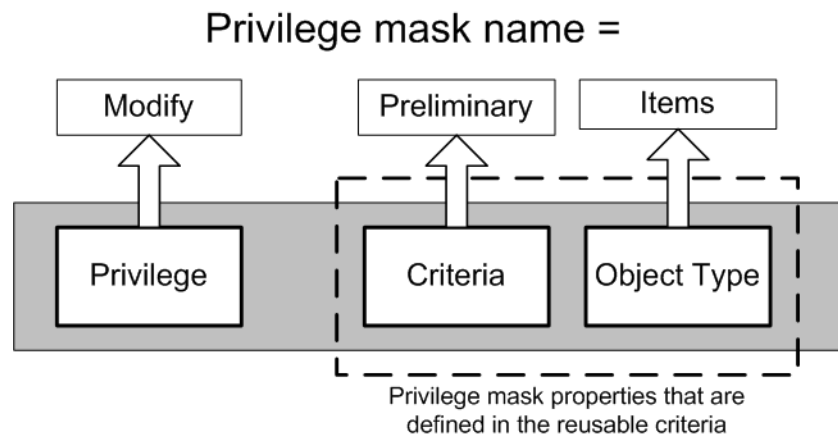 Privilege mask name =
Modify
Preliminary
Items
Privilege
Criteria
Object Type
Privilege mask properties that are
defined in the reusable criteria